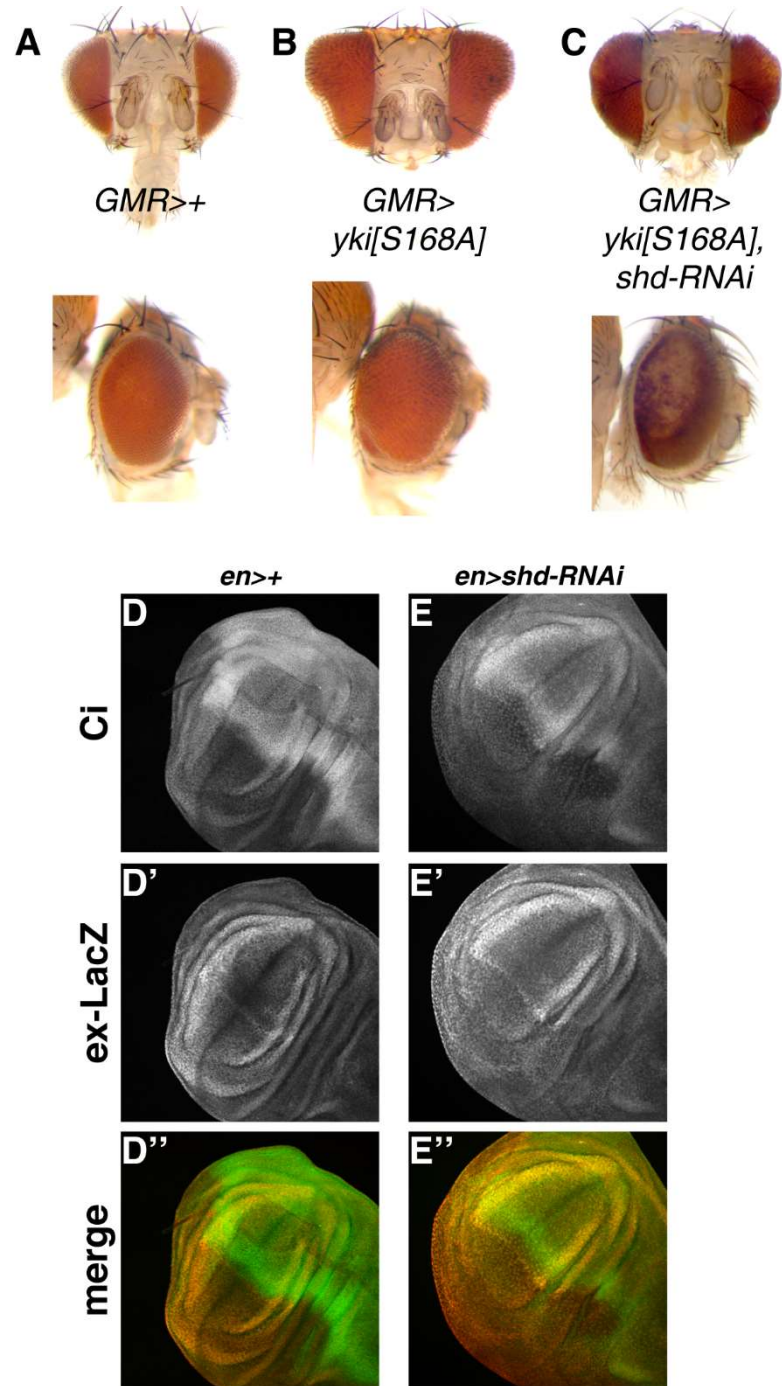 A
B
C
GMR>+
GMR>
yki[S168A]
GMR>
yki[S168A],
shd-RNAi
en>+
en>shd-RNAi
D
E
Ci
D'
E'
ex-LacZ
D''
E''
merge